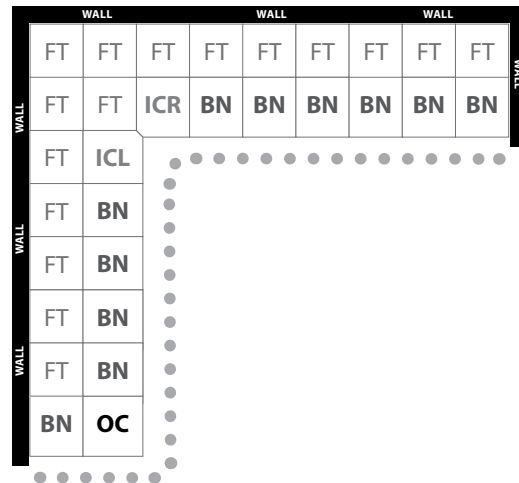 WALL WALL WALL
FT FT FT FT FT FT FT FT FT
WALL
FT FT ICR BN BN BN BN BN BN
WALL
FT ICL
FT BN
WALL
FT BN
FT BN
WALL
FT BN
BN OC